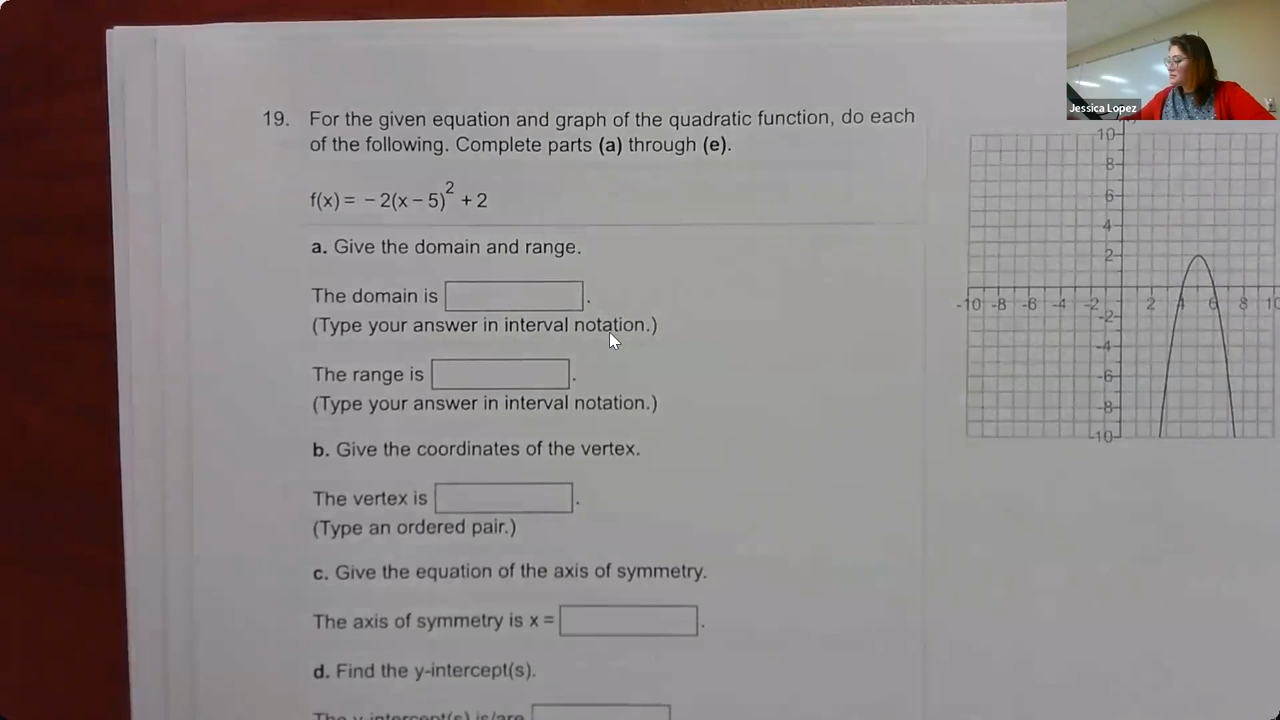 Jessica Lopez
19. For the given equation and graph of the quadratic function, do each
of the following. Complete parts (a) through (e).
f(x) = − 2(x − 5)² + 2
a. Give the domain and range.
The domain is .
(Type your answer in interval notation.)
The range is .
(Type your answer in interval notation.)
b. Give the coordinates of the vertex.
The vertex is .
(Type an ordered pair.)
c. Give the equation of the axis of symmetry.
The axis of symmetry is x = .
d. Find the y-intercept(s).
The y-intercept(s) is/are
10
8
6
4
2
-10 -8 -6 -4 -2 2 4 6 8 10
-2
-4
-6
-8
-10